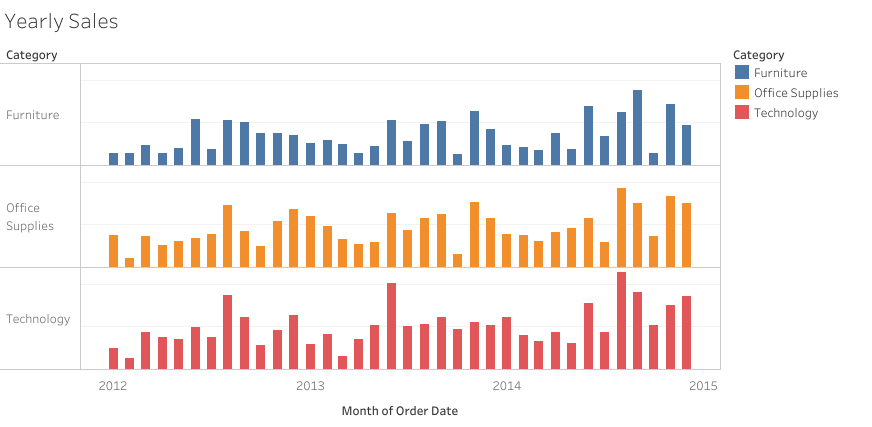 Yearly Sales
Category
Furniture
Office
Supplies
Technology
2012
2013
2014
2015
Month of Order Date
Category
Furniture
Office Supplies
Technology